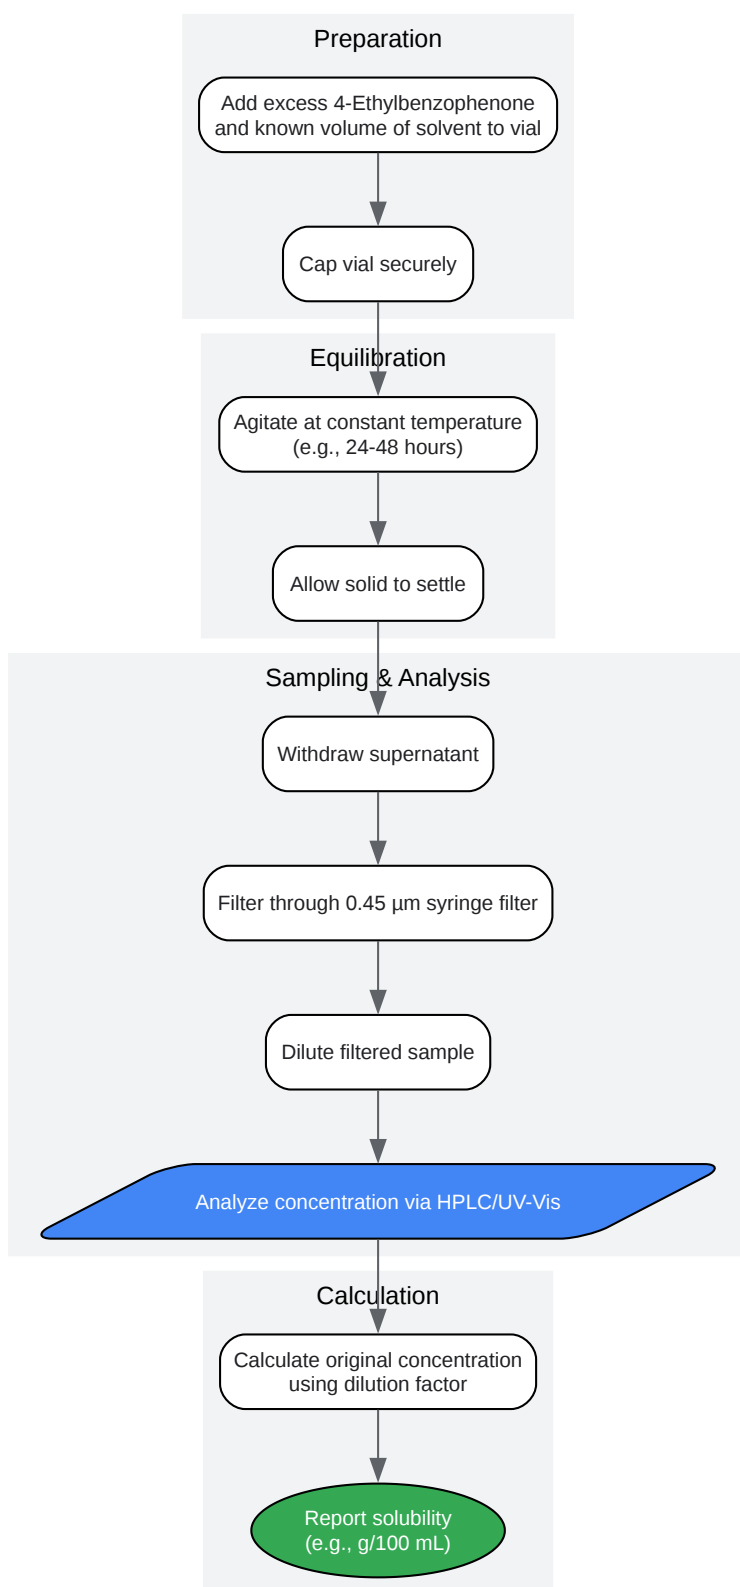 Preparation
Add excess 4-Ethylbenzophenone
and known volume of solvent to vial
Cap vial securely
Equilibration
Agitate at constant temperature
(e.g., 24-48 hours)
Allow solid to settle
Sampling & Analysis
Withdraw supernatant
Filter through 0.45 µm syringe filter
Dilute filtered sample
Analyze concentration via HPLC/UV-Vis
Calculation
Calculate original concentration
using dilution factor
Report solubility
(e.g., g/100 mL)